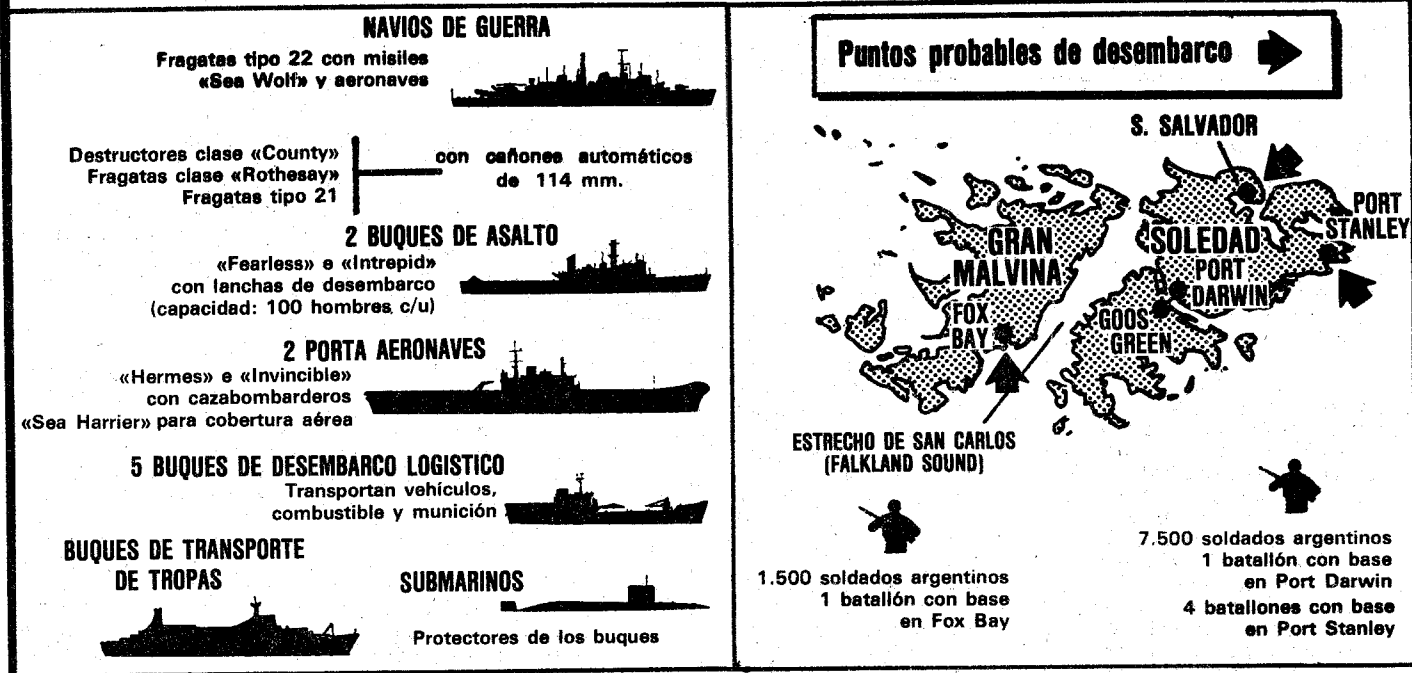 NAVIOS DE GUERRA
Fragatas tipo 22 con misiles
«Sea Wolf» y aeronaves
Destructores clase «County»
Fragatas clase «Rothesay»
Fragatas tipo 21
con cañones automáticos
de 114 mm.
2 BUQUES DE ASALTO
«Fearless» e «Intrepid»
con lanchas de desembarco
(capacidad: 100 hombres c/u)
2 PORTA AERONAVES
«Hermes» e «Invincible»
con cazabombarderos
«Sea Harrier» para cobertura aérea
5 BUQUES DE DESEMBARCO LOGISTICO
Transportan vehículos,
combustible y munición
BUQUES DE TRANSPORTE
DE TROPAS
SUBMARINOS
Protectores de los buques
Puntos probables de desembarco
S. SALVADOR
PORT
STANLEY
GRAN
MALVINA
SOLEDAD
PORT
DARWIN
FOX
BAY
GOOS
GREEN
ESTRECHO DE SAN CARLOS
(FALKLAND SOUND)
1.500 soldados argentinos
1 batallón con base
en Fox Bay
7.500 soldados argentinos
1 batallón con base
en Port Darwin
4 batallones con base
en Port Stanley